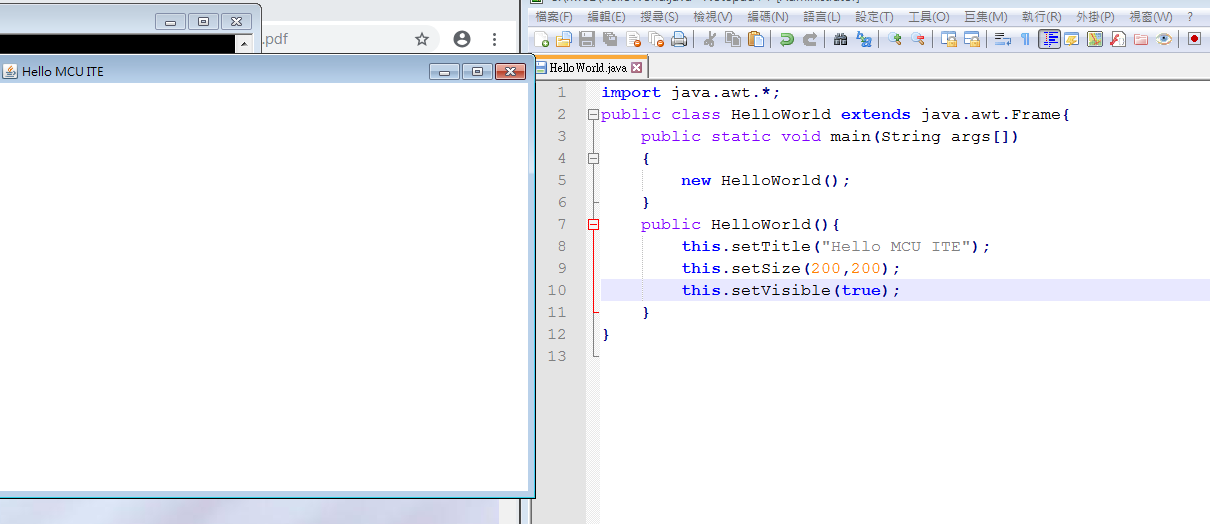 .pdf
Hello MCU ITE
檔案(F) 編輯(E) 搜尋(S) 檢視(V) 編碼(N) 語言(L) 設定(T) 工具(O) 巨集(M) 執行(R) 外掛(P) 視窗(W) ?
HelloWorld.java
1 import java.awt.*;
2 public class HelloWorld extends java.awt.Frame{
3 public static void main(String args[])
4 {
5 new HelloWorld();
6 }
7 public HelloWorld(){
8 this.setTitle("Hello MCU ITE");
9 this.setSize(200,200);
10 this.setVisible(true);
11 }
12 }
13